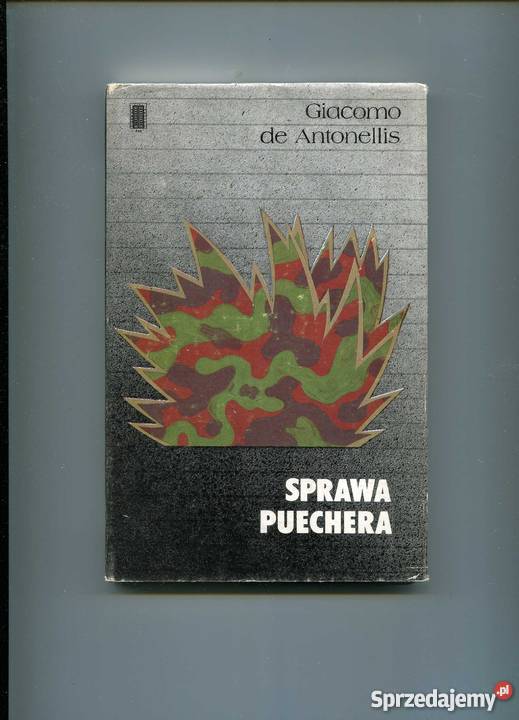 Giacomo
de Antonellis
SPRAWA
PUECHERA
Sprzedajemy.pl